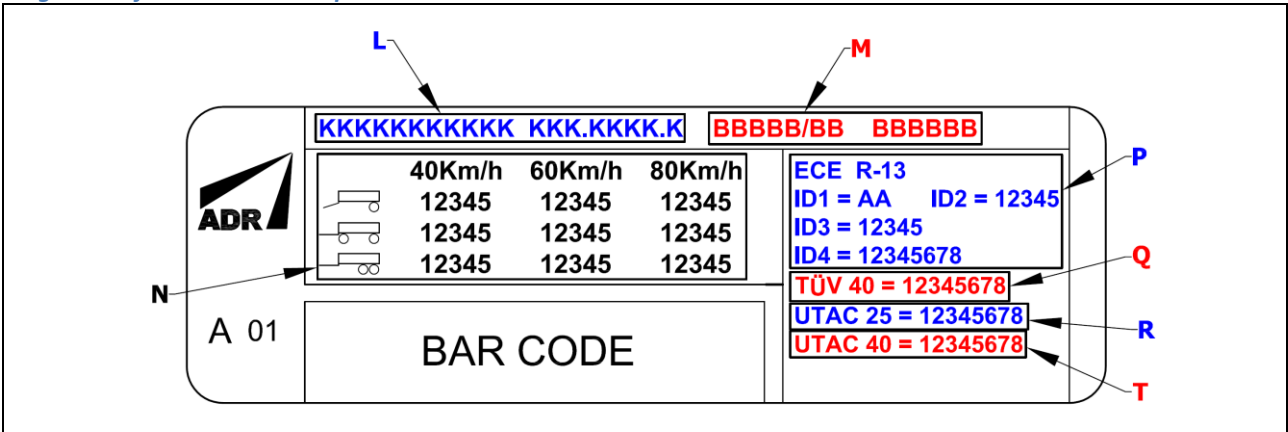 L
M
KKKKKKKKKKK KKK.KKKK.K
BBBBB/BB BBBBBB
40Km/h 60Km/h 80Km/h
12345 12345 12345
12345 12345 12345
12345 12345 12345
ADR
N
A 01
BAR CODE
ECE R-13
ID1 = AA ID2 = 12345
ID3 = 12345
ID4 = 12345678
TÜV 40 = 12345678
UTAC 25 = 12345678
UTAC 40 = 12345678
P
Q
R
T